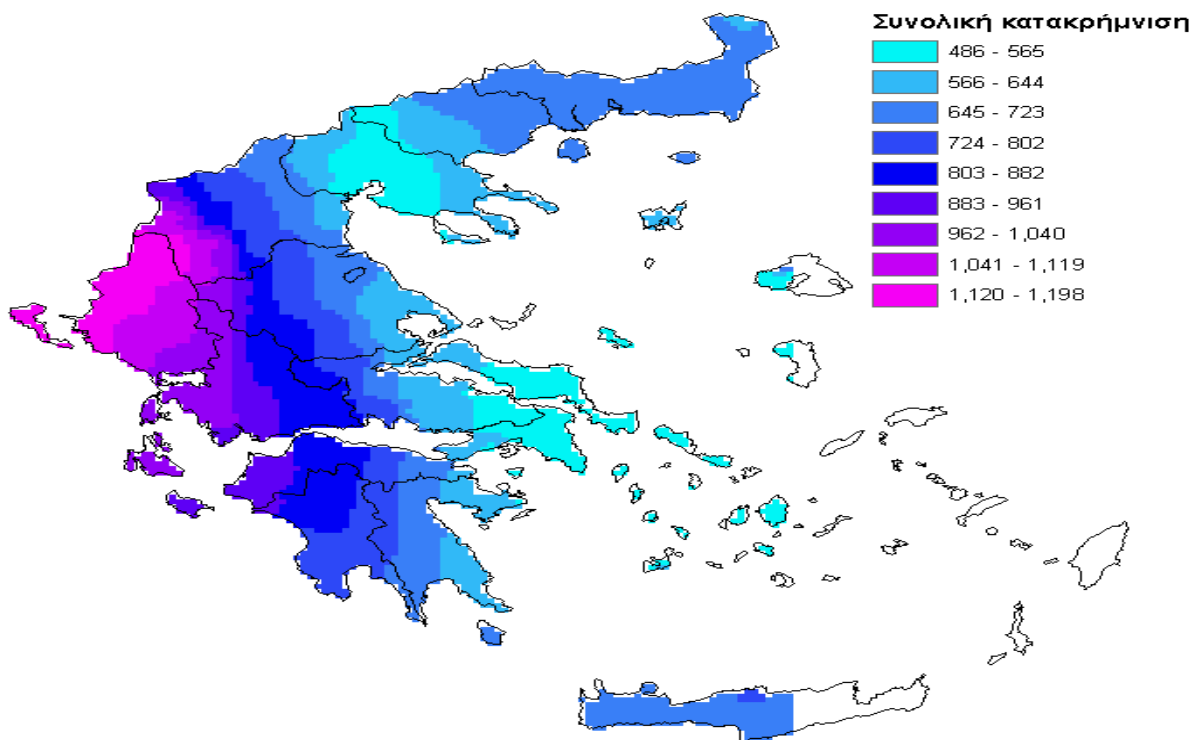 Συνολική κατακρήμνιση
486 - 565
566 - 644
645 - 723
724 - 802
803 - 882
883 - 961
962 - 1,040
1,041 - 1,119
1,120 - 1,198